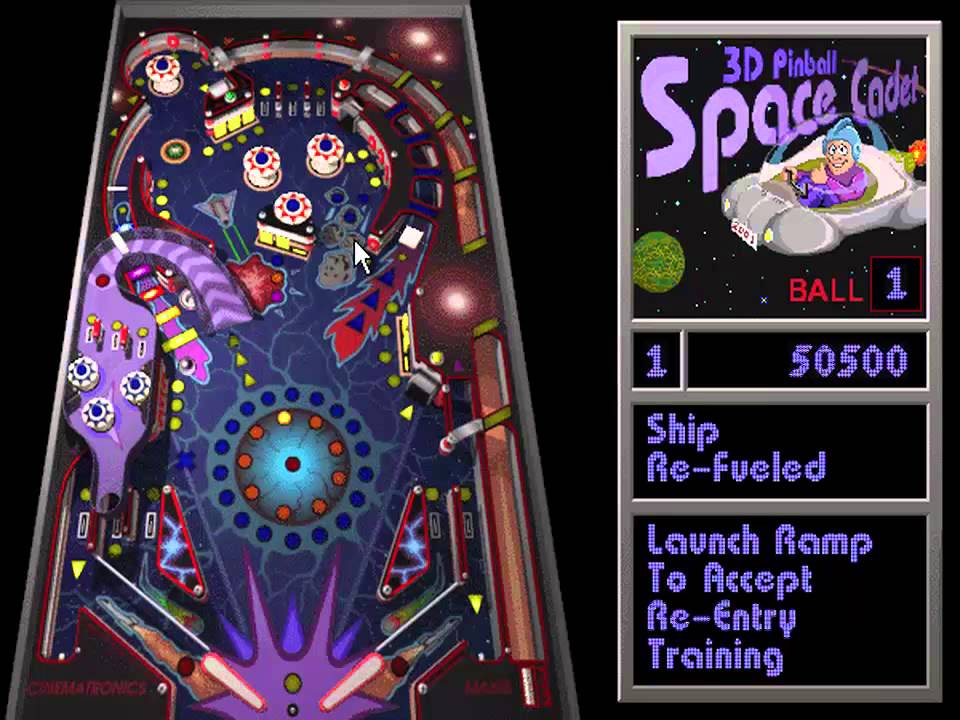 3D Pinball
Space Cadet
BALL 1
1 50500
Ship
Re-Fueled
Launch Ramp
To Accept
Re-Entry
Training
CINEMATRONICS